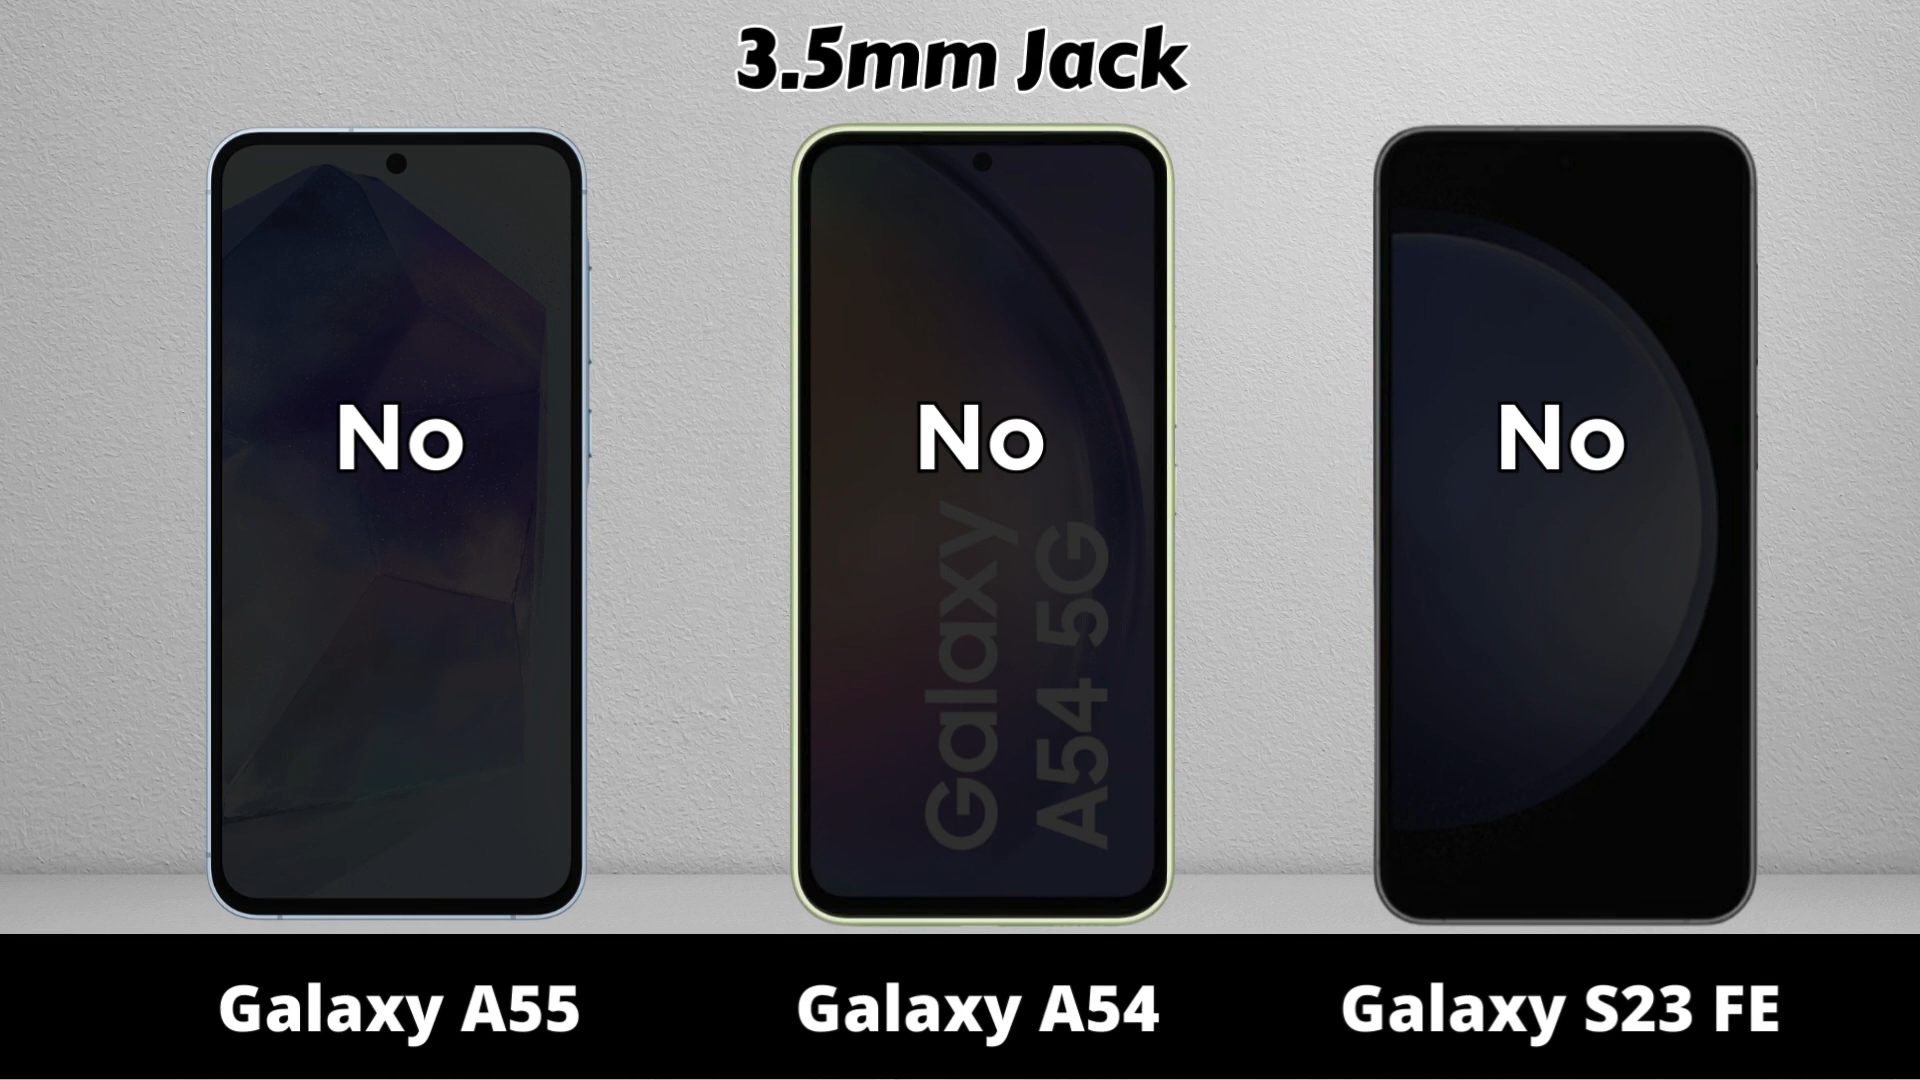 3.5mm Jack
No
No
No
Galaxy
A54 5G
Galaxy A55
Galaxy A54
Galaxy S23 FE